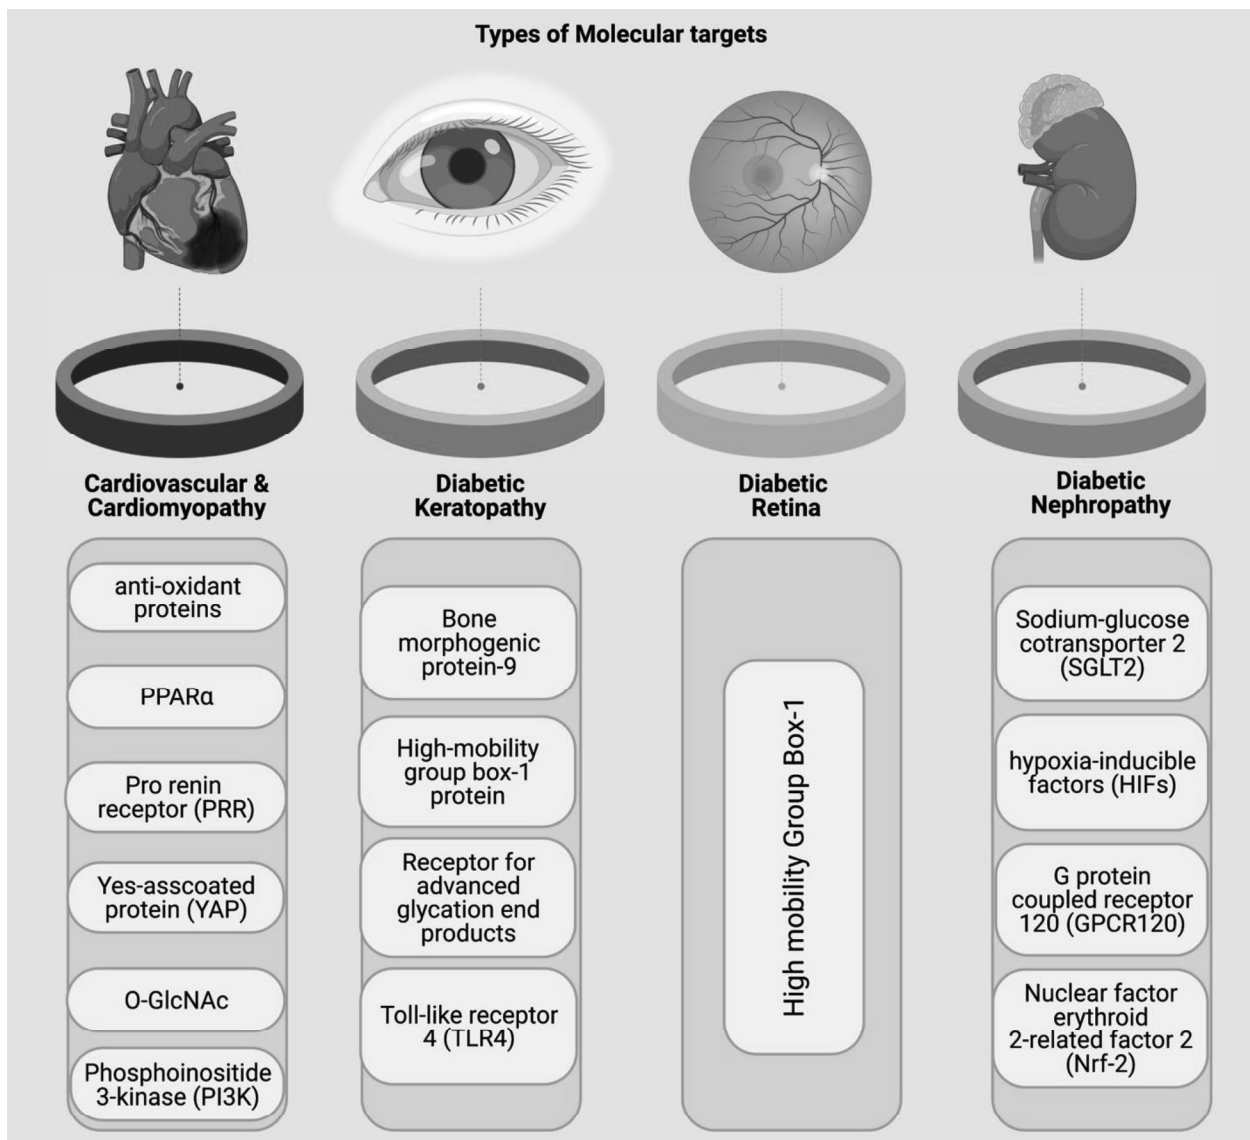 Types of Molecular targets
Cardiovascular &
Cardiomyopathy
anti-oxidant
proteins
PPARα
Pro renin
receptor (PRR)
Yes-asscoated
protein (YAP)
O-GlcNAc
Phosphoinositide
3-kinase (PI3K)
Diabetic
Keratopathy
Bone
morphogenic
protein-9
High-mobility
group box-1
protein
Receptor for
advanced
glycation end
products
Toll-like receptor
4 (TLR4)
Diabetic
Retina
High mobility Group Box-1
Diabetic
Nephropathy
Sodium-glucose
cotransporter 2
(SGLT2)
hypoxia-inducible
factors (HIFs)
G protein
coupled receptor
120 (GPCR120)
Nuclear factor
erythroid
2-related factor 2
(Nrf-2)